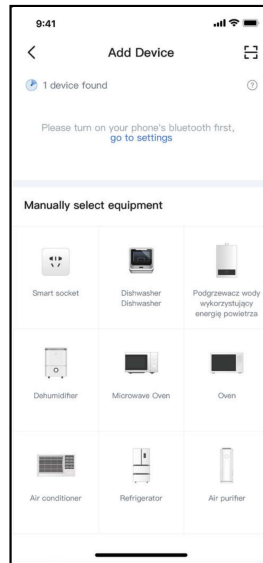 9:41
Add Device
1 device found
Please turn on your phone's bluetooth first,
go to settings
Manually select equipment
Smart socket
Dishwasher
Dishwasher
Podgrzewacz wody
wykorzystujący
energię powietrza
Dehumidifier
Microwave Oven
Oven
Air conditioner
Refrigerator
Air purifier